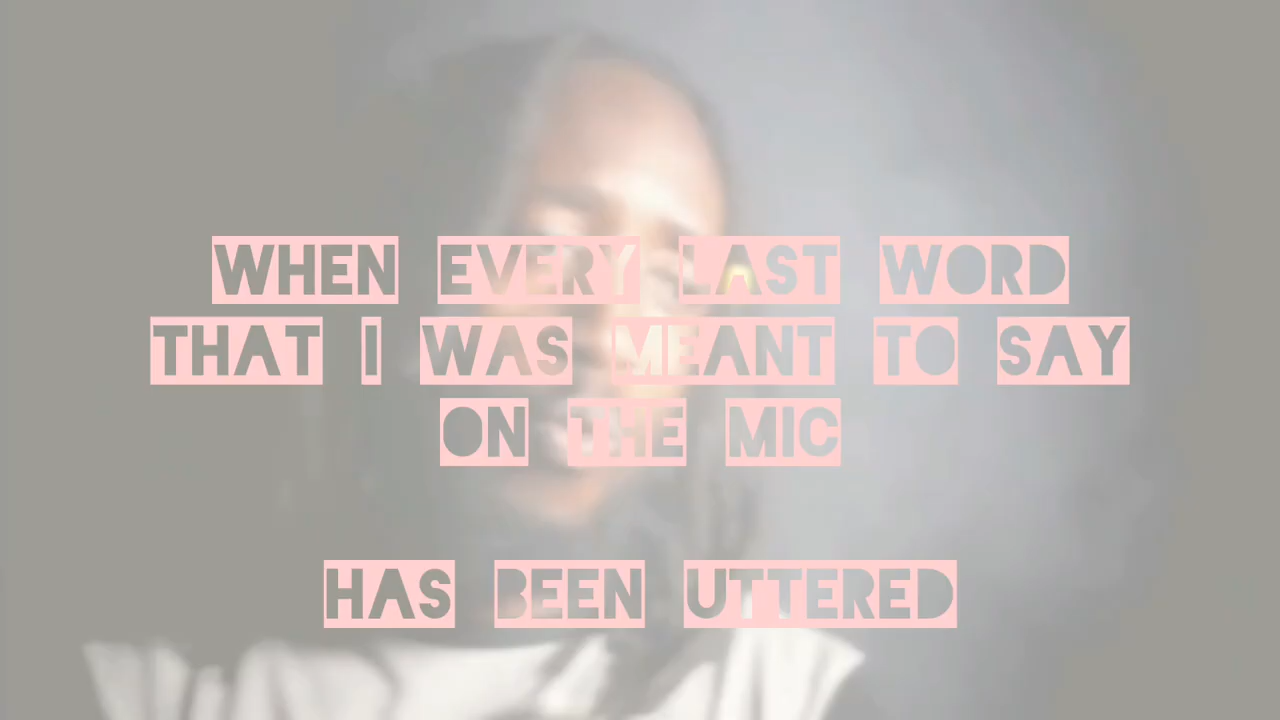 WHEN EVERY LAST WORD
THAT I WAS MEANT TO SAY
ON THE MIC
HAS BEEN UTTERED